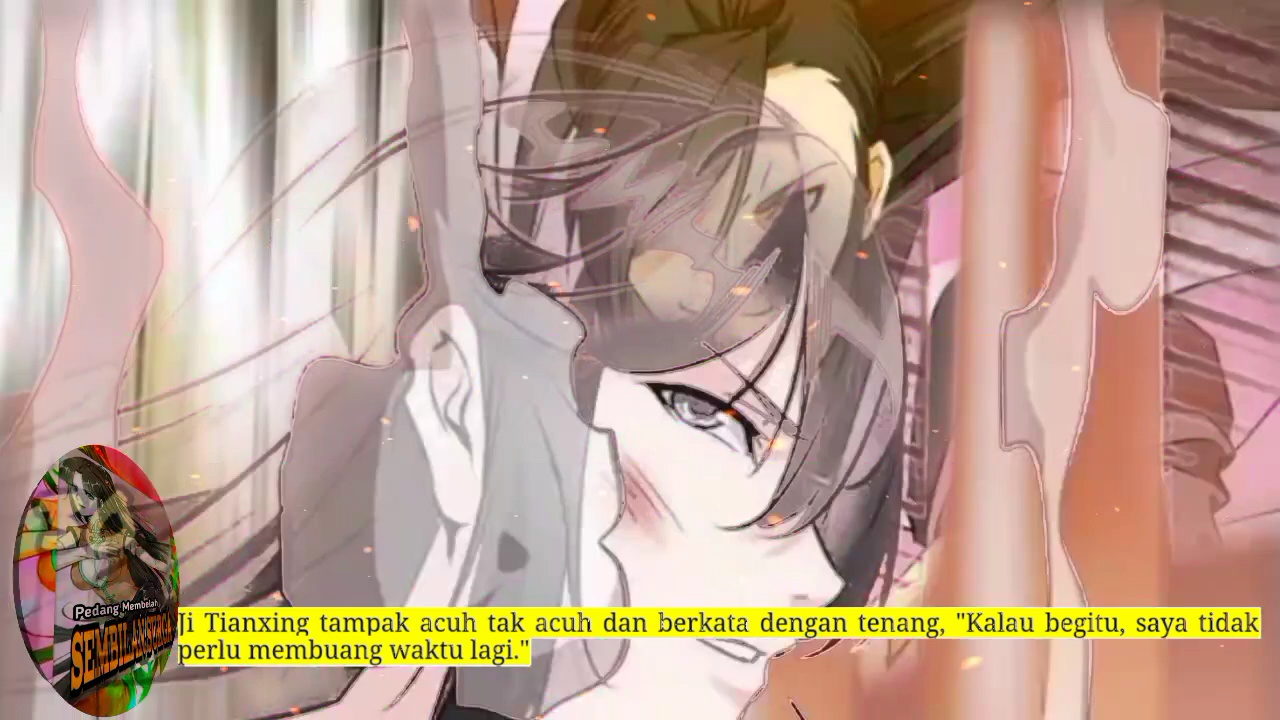 Pedang Membelah
SEMBILAN SURGA
Ji Tianxing tampak acuh tak acuh dan berkata dengan tenang, "Kalau begitu, saya tidak
perlu membuang waktu lagi."